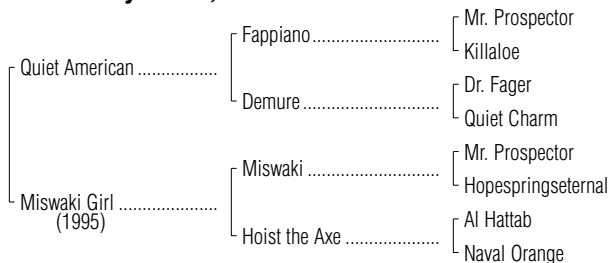 Quiet American .................
Fappiano................................
Mr. Prospector
Killaloe
Demure ..................................
Dr. Fager
Quiet Charm
Miswaki Girl .....................
(1995)
Miswaki .................................
Mr. Prospector
Hopespringseternal
Hoist the Axe .......................
Al Hattab
Naval Orange